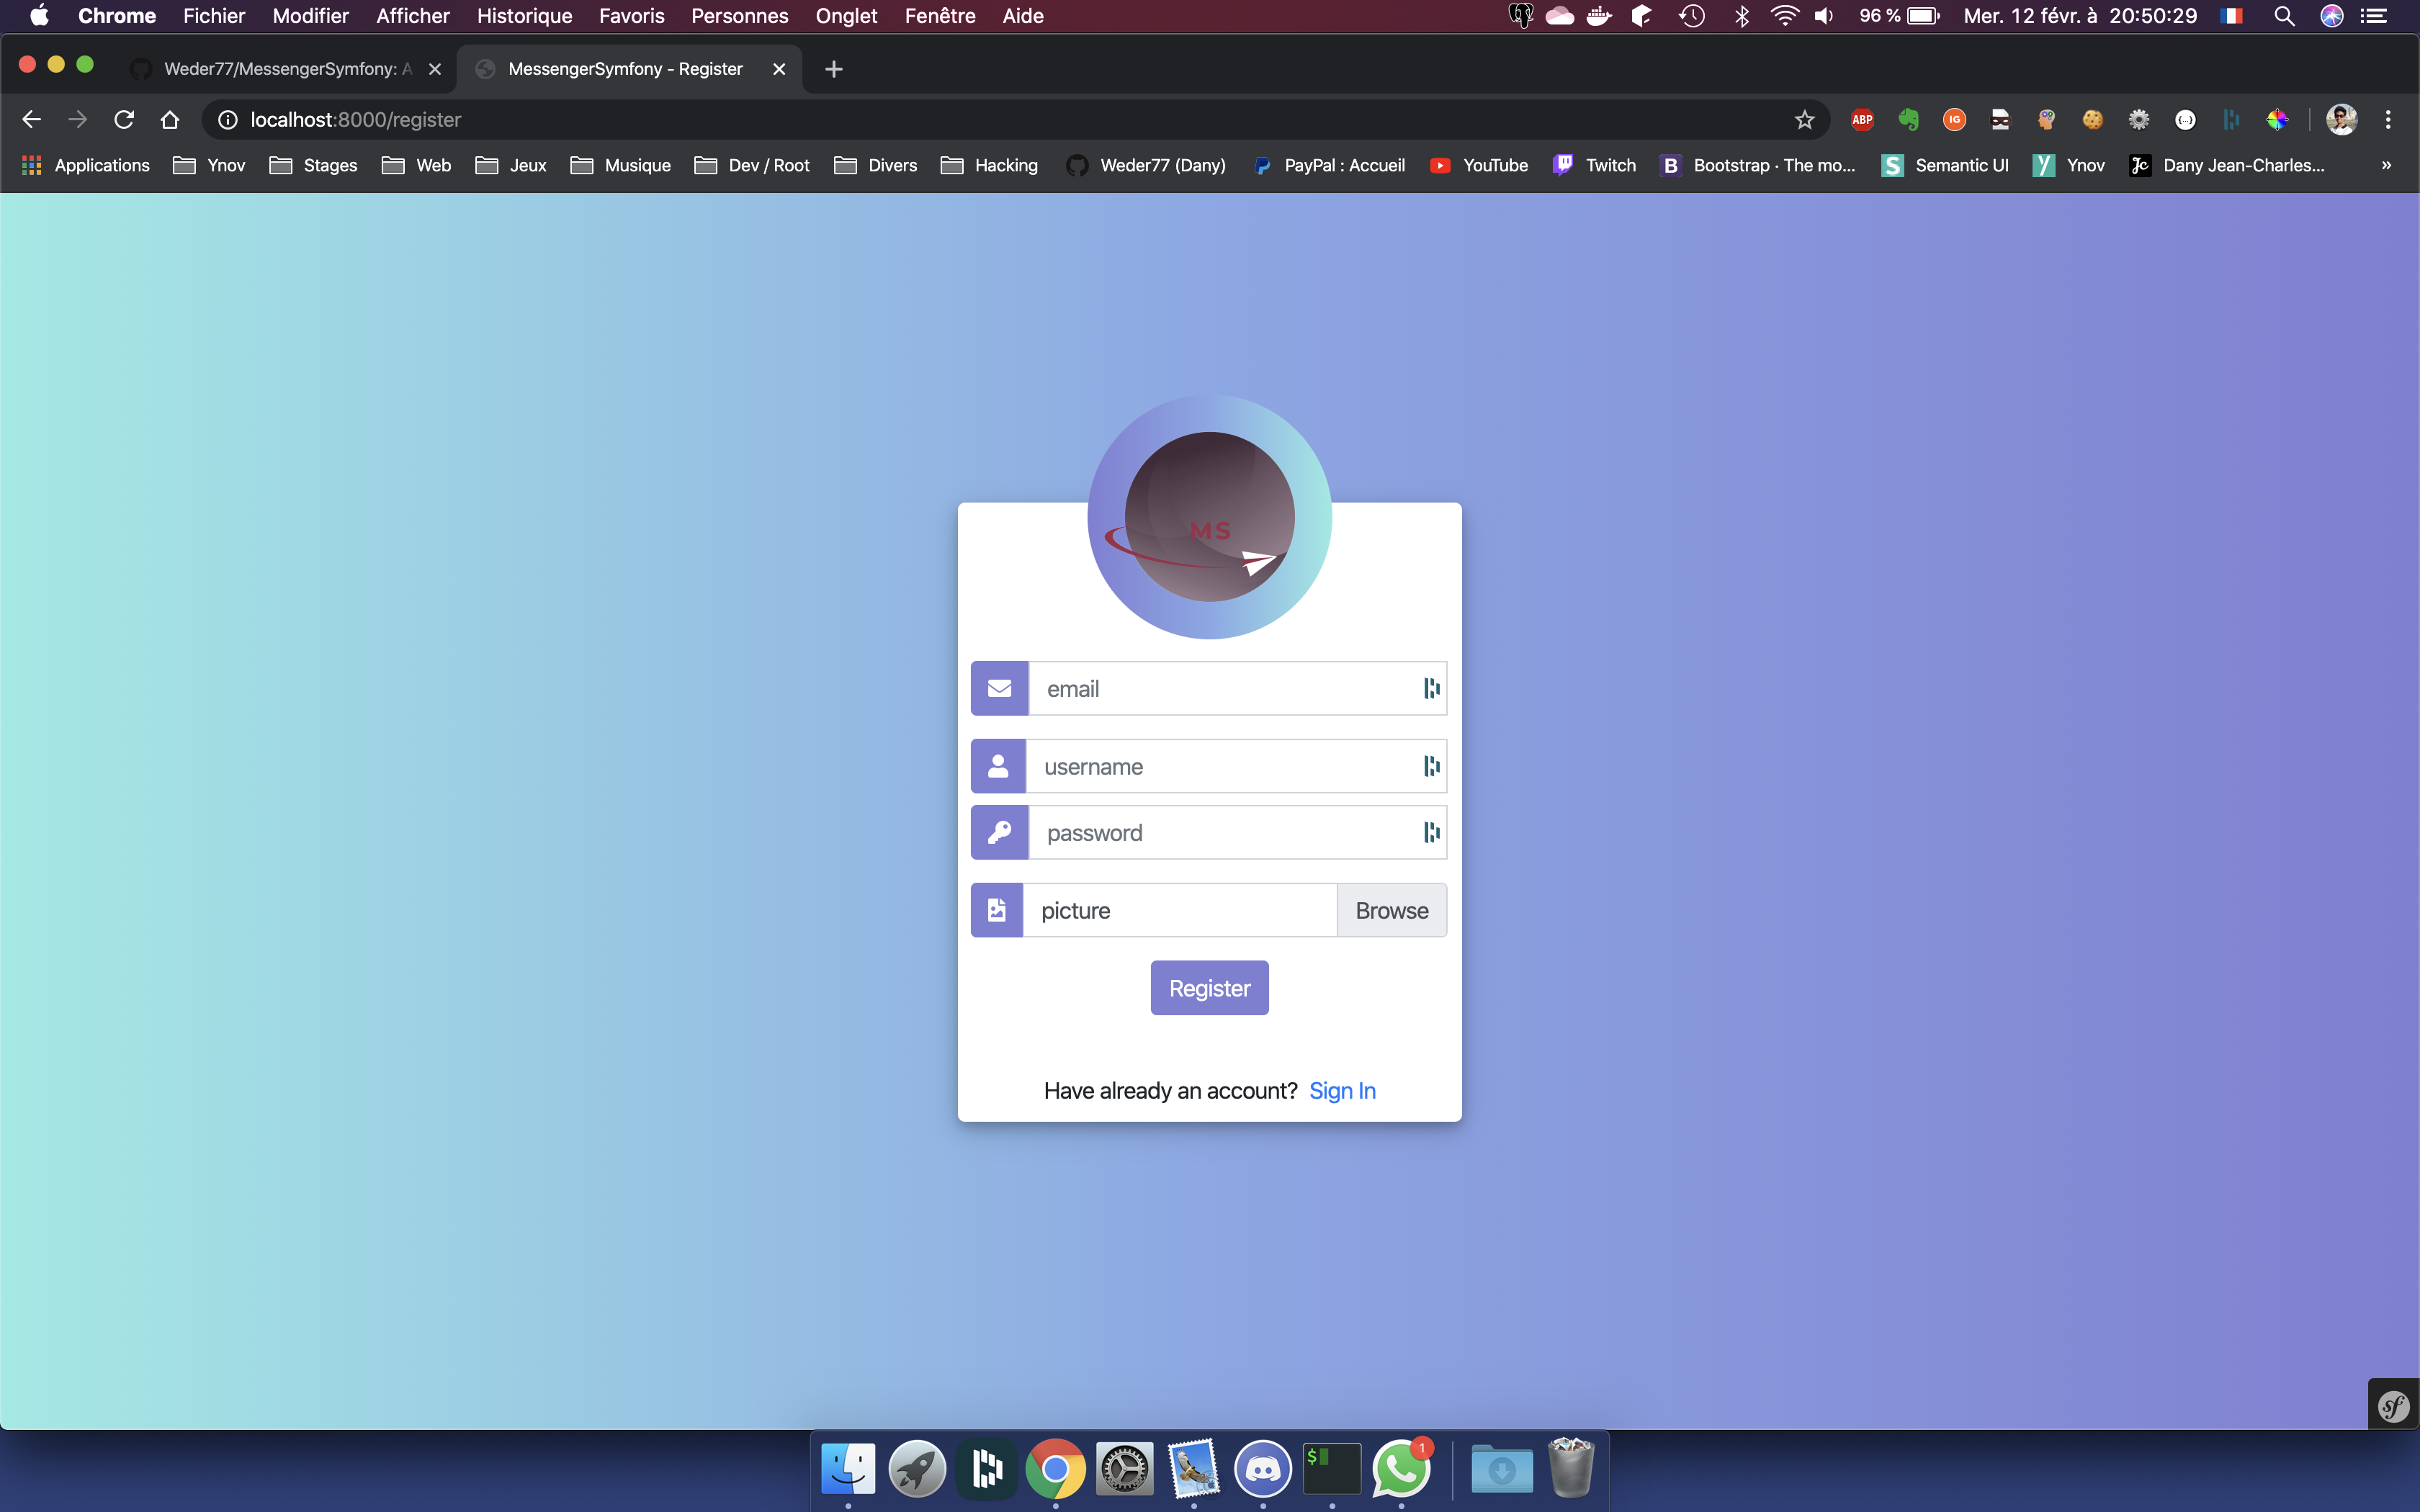 Chrome Fichier Modifier Afficher Historique Favoris Personnes Onglet Fenêtre Aide 96 % Mer. 12 févr. à 20:50:29
Weder77/MessengerSymfony: A MessengerSymfony - Register
localhost:8000/register ABP IG
Applications Ynov Stages Web Jeux Musique Dev / Root Divers Hacking Weder77 (Dany) PayPal : Accueil YouTube Twitch B Bootstrap · The mo... S Semantic UI y Ynov Jc Dany Jean-Charles... »
MS
email
username
password
picture Browse
Register
Have already an account? Sign In
sf
$ 1